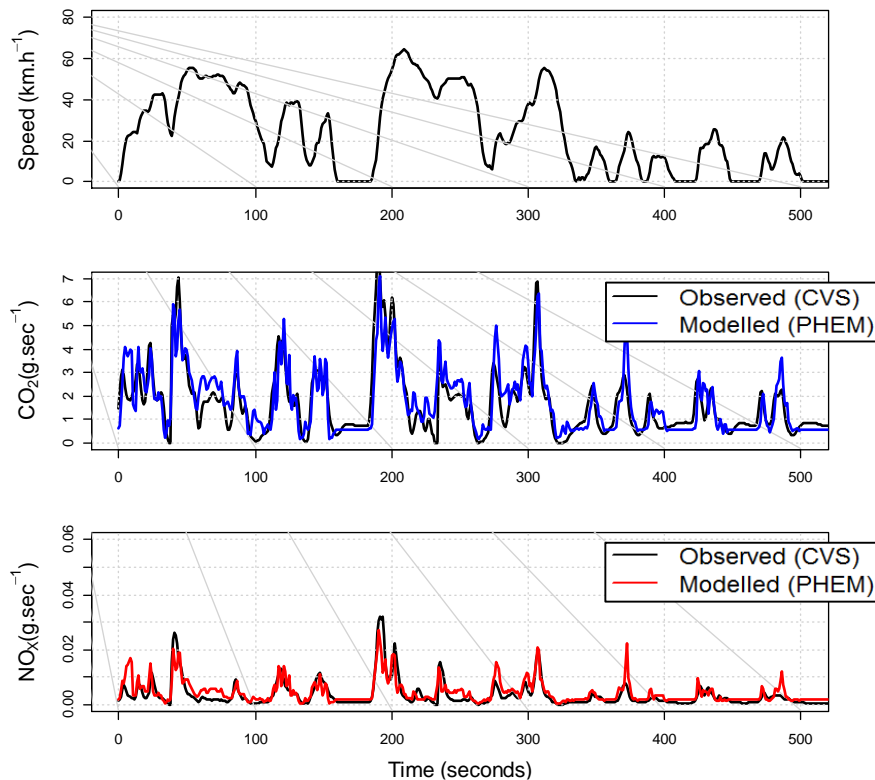 Speed (km.h⁻¹)
80
60
40
20
0
0 100 200 300 400 500
CO₂(g.sec⁻¹)
7
6
5
4
3
2
1
0
Observed (CVS)
Modelled (PHEM)
0 100 200 300 400 500
NOX(g.sec⁻¹)
0.06
0.04
0.02
0.00
Observed (CVS)
Modelled (PHEM)
0 100 200 300 400 500
Time (seconds)